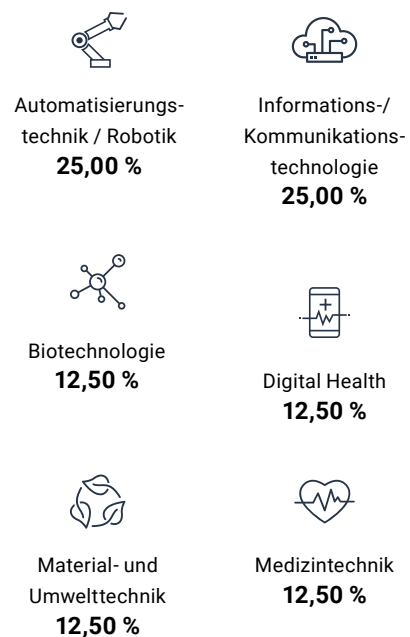 Automatisierungs-
technik / Robotik
25,00 %
Informations-/
Kommunikations-
technologie
25,00 %
Biotechnologie
12,50 %
Digital Health
12,50 %
Material- und
Umwelttechnik
12,50 %
Medizintechnik
12,50 %